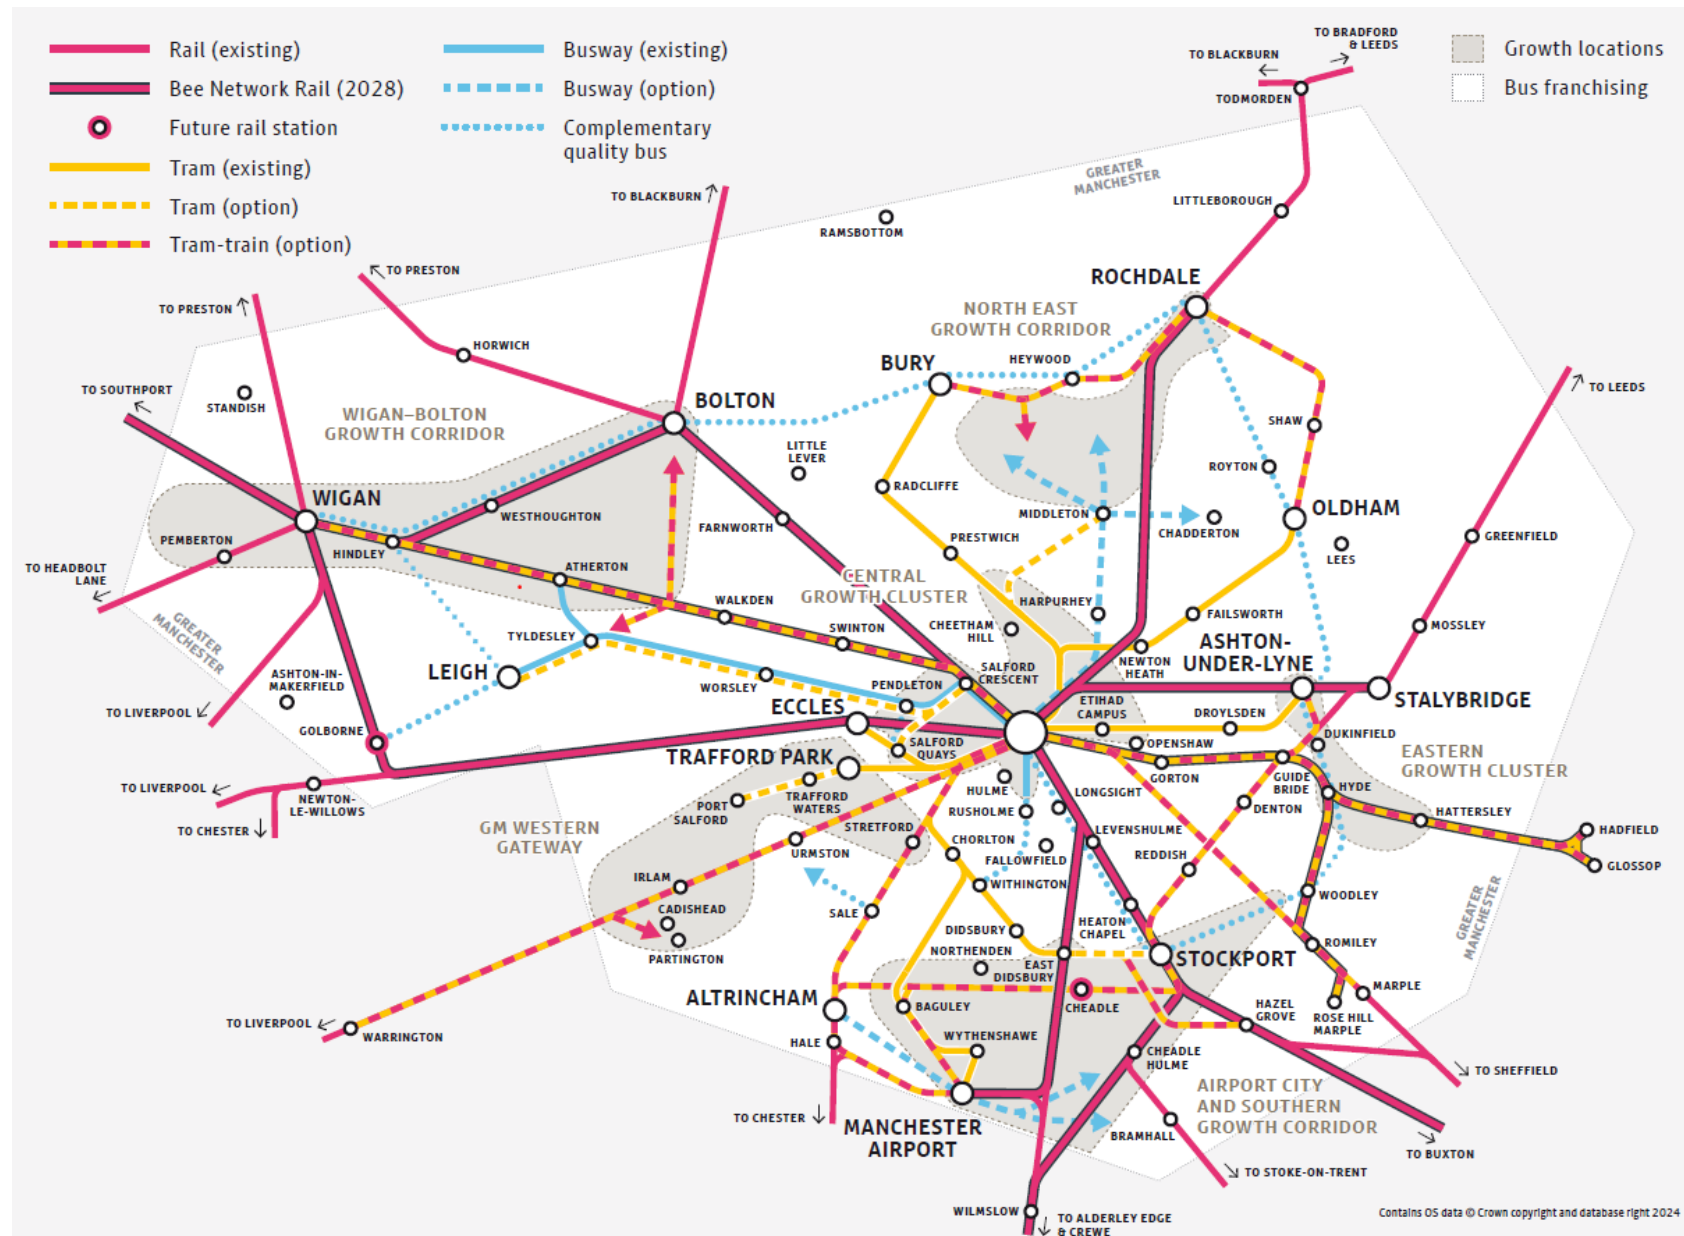 Rail (existing)
Bee Network Rail (2028)
Future rail station
Tram (existing)
Tram (option)
Tram-train (option)
Busway (existing)
Busway (option)
Complementary
quality bus
Growth locations
Bus franchising
TO BRADFORD
& LEEDS
TO BLACKBURN
TODMORDEN
GREATER
MANCHESTER
LITTLEBOROUGH
TO BLACKBURN
RAMSBOTTOM
TO PRESTON
TO PRESTON
ROCHDALE
NORTH EAST
GROWTH CORRIDOR
HORWICH
BURY
HEYWOOD
TO SOUTHPORT
STANDISH
TO LEEDS
BOLTON
WIGAN–BOLTON
GROWTH CORRIDOR
SHAW
LITTLE
LEVER
ROYTON
RADCLIFFE
WIGAN
WESTHOUGHTON
FARNWORTH
MIDDLETON
CHADDERTON
OLDHAM
LEES
GREENFIELD
PEMBERTON
HINDLEY
PRESTWICH
TO HEADBOLT
LANE
ATHERTON
CENTRAL
GROWTH CLUSTER
WALKDEN
HARPURHEY
FAILSWORTH
GREATER
MANCHESTER
SWINTON
CHEETHAM
HILL
MOSSLEY
TYLDESLEY
ASHTON-
UNDER-LYNE
NEWTON
HEATH
SALFORD
CRESCENT
LEIGH
WORSLEY
PENDLETON
ASHTON-IN-
MAKERFIELD
STALYBRIDGE
TO LIVERPOOL
ECCLES
ETIHAD
CAMPUS
DROYLSDEN
GOLBORNE
DUKINFIELD
SALFORD
QUAYS
OPENSHAW
TRAFFORD PARK
EASTERN
GROWTH CLUSTER
GORTON
GUIDE
BRIDGE
HYDE
TO LIVERPOOL
NEWTON-
LE-WILLOWS
TRAFFORD
WATERS
PORT
SALFORD
HULME
LONGSIGHT
RUSHOLME
DENTON
HATTERSLEY
TO CHESTER
GM WESTERN
GATEWAY
STRETFORD
LEVENSHULME
HADFIELD
CHORLTON
URMSTON
FALLOWFIELD
REDDISH
GLOSSOP
IRLAM
WITHINGTON
WOODLEY
CADISHEAD
SALE
HEATON
CHAPEL
GREATER
MANCHESTER
DIDSBURY
NORTHENDEN
ROMILEY
PARTINGTON
EAST
DIDSBURY
STOCKPORT
MARPLE
ALTRINCHAM
BAGULEY
CHEADLE
HAZEL
GROVE
ROSE HILL
MARPLE
TO LIVERPOOL
WARRINGTON
HALE
WYTHENSHAWE
CHEADLE
HULME
TO SHEFFIELD
AIRPORT CITY
AND SOUTHERN
GROWTH CORRIDOR
TO CHESTER
MANCHESTER
AIRPORT
BRAMHALL
TO BUXTON
TO STOKE-ON-TRENT
WILMSLOW
TO ALDERLEY EDGE
& CREWE
Contains OS data © Crown copyright and database right 2024